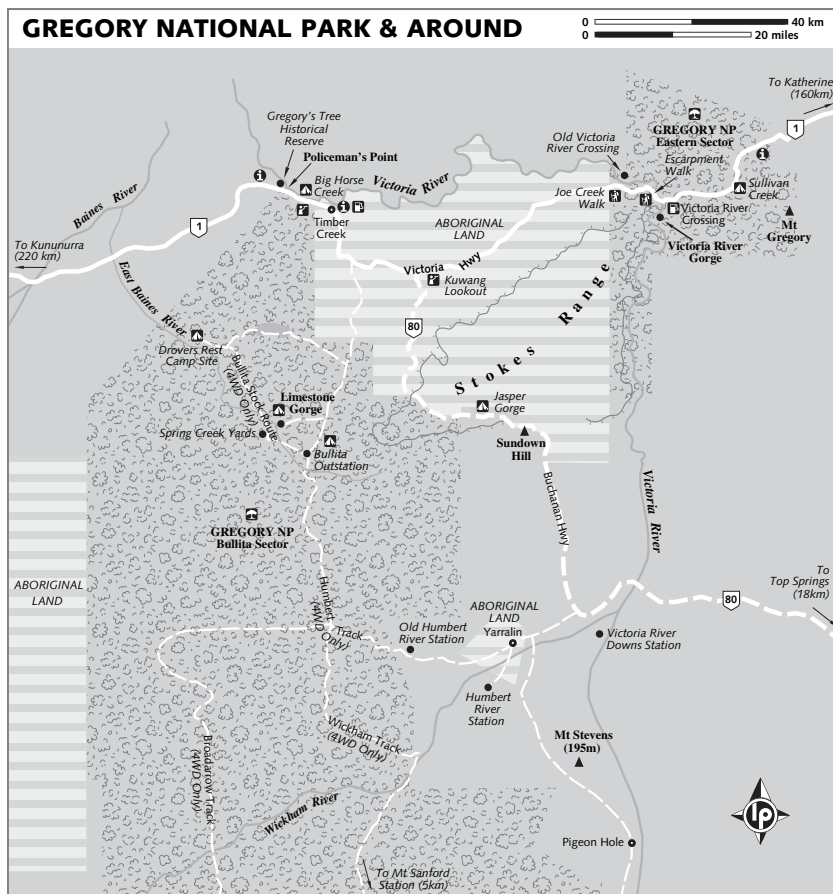 GREGORY NATIONAL PARK & AROUND
0 40 km
0 20 miles
To Katherine
(160km)
1
GREGORY NP
Eastern Sector
Gregory's Tree
Historical
Reserve
Old Victoria
River Crossing
Escarpment
Walk
Policeman's Point
Big Horse
Creek
Victoria River
Joe Creek
Walk
Sullivan
Creek
Baines River
Timber
Creek
ABORIGINAL
LAND
Victoria River
Crossing
Mt
Gregory
1
To Kununurra
(220 km)
Victoria Hwy
Victoria River
Gorge
Kuwang
Lookout
East Baines River
80
Stokes Range
Drovers Rest
Camp Site
Bullita Stock Route
(4WD Only)
Limestone
Gorge
Jasper
Gorge
Spring Creek Yards
Sundown
Hill
Bullita
Outstation
Buchanan Hwy
Victoria River
GREGORY NP
Bullita Sector
ABORIGINAL
LAND
To
Top Springs
(18km)
80
Humbert Track
(4WD Only)
ABORIGINAL
LAND
Old Humbert
River Station
Yarralin
Victoria River
Downs Station
Humbert
River
Station
Wickham Track
(4WD Only)
Broadarrow Track
(4WD Only)
Mt Stevens
(195m)
Wickham River
lp
Pigeon Hole
To Mt Sanford
Station (5km)